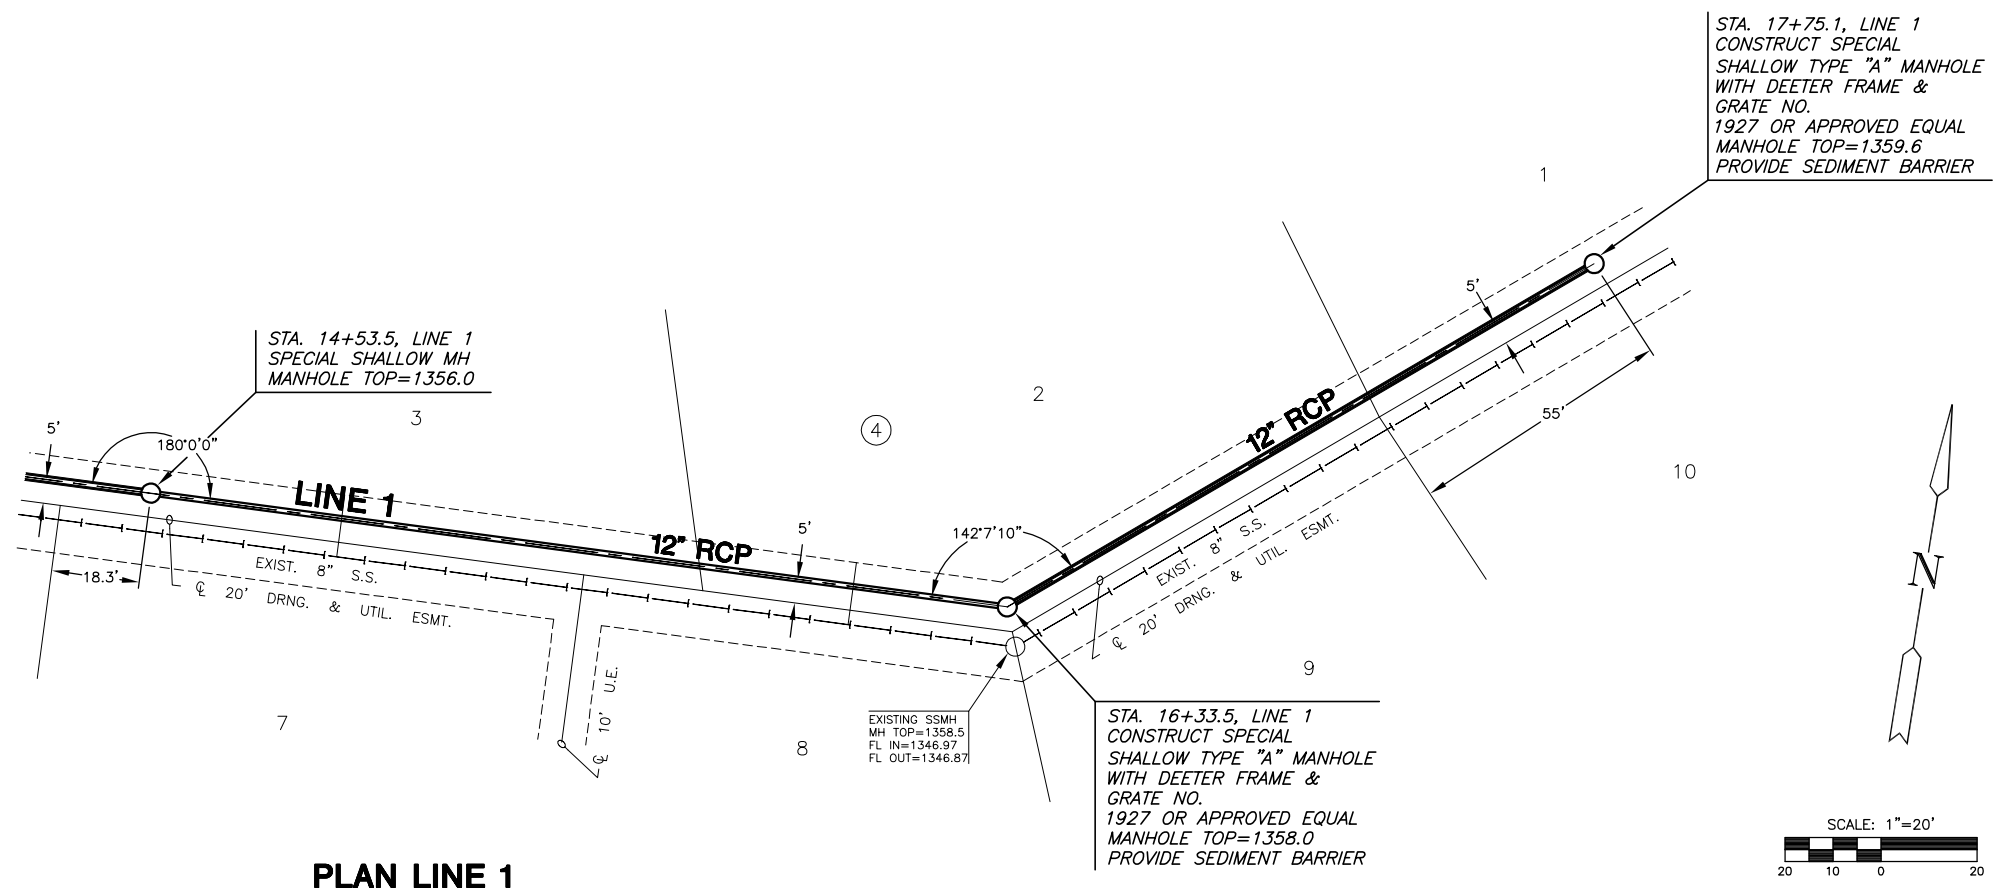 STA. 17+75.1, LINE 1
CONSTRUCT SPECIAL
SHALLOW TYPE "A" MANHOLE
WITH DEETER FRAME &
GRATE NO.
1927 OR APPROVED EQUAL
MANHOLE TOP=1359.6
PROVIDE SEDIMENT BARRIER
1
5'
STA. 14+53.5, LINE 1
SPECIAL SHALLOW MH
MANHOLE TOP=1356.0
3
2
4
12" RCP
55'
10
5'
180°0'0"
LINE 1
12" RCP
5'
142°7'10"
EXIST. 8" S.S.
18.3'
℄ 20' DRNG. & UTIL. ESMT.
EXIST. 8" S.S.
℄ 20' DRNG. & UTIL. ESMT.
N
℄ 10' U.E.
7
8
9
EXISTING SSMH
MH TOP=1358.5
FL IN=1346.97
FL OUT=1346.87
STA. 16+33.5, LINE 1
CONSTRUCT SPECIAL
SHALLOW TYPE "A" MANHOLE
WITH DEETER FRAME &
GRATE NO.
1927 OR APPROVED EQUAL
MANHOLE TOP=1358.0
PROVIDE SEDIMENT BARRIER
SCALE: 1"=20'
20 10 0 20
PLAN LINE 1